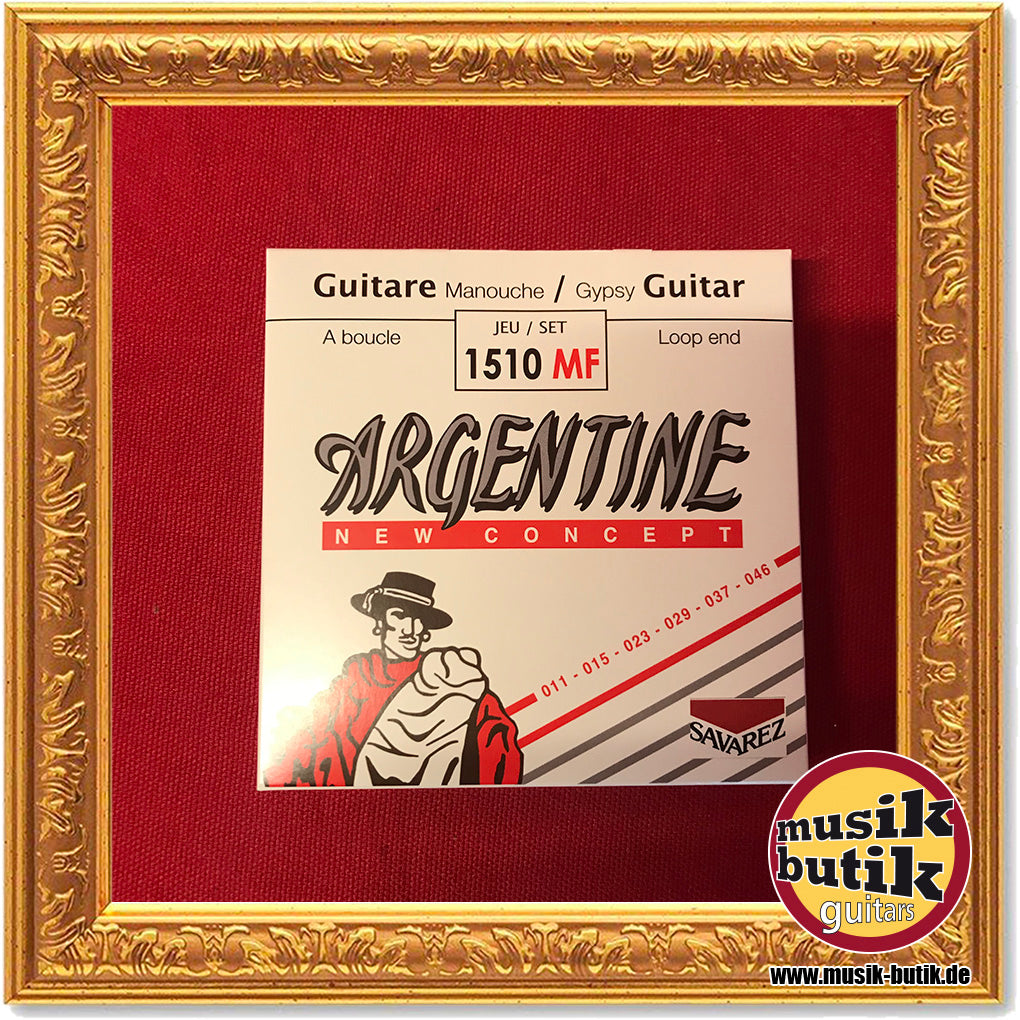 Guitare Manouche / Gypsy Guitar
A boucle
JEU / SET
Loop end
1510 MF
ARGENTINE
NEW CONCEPT
011 - 015 - 023 - 029 - 037 - 046
SAVAREZ
musik
butik
guitars
www.musik-butik.de